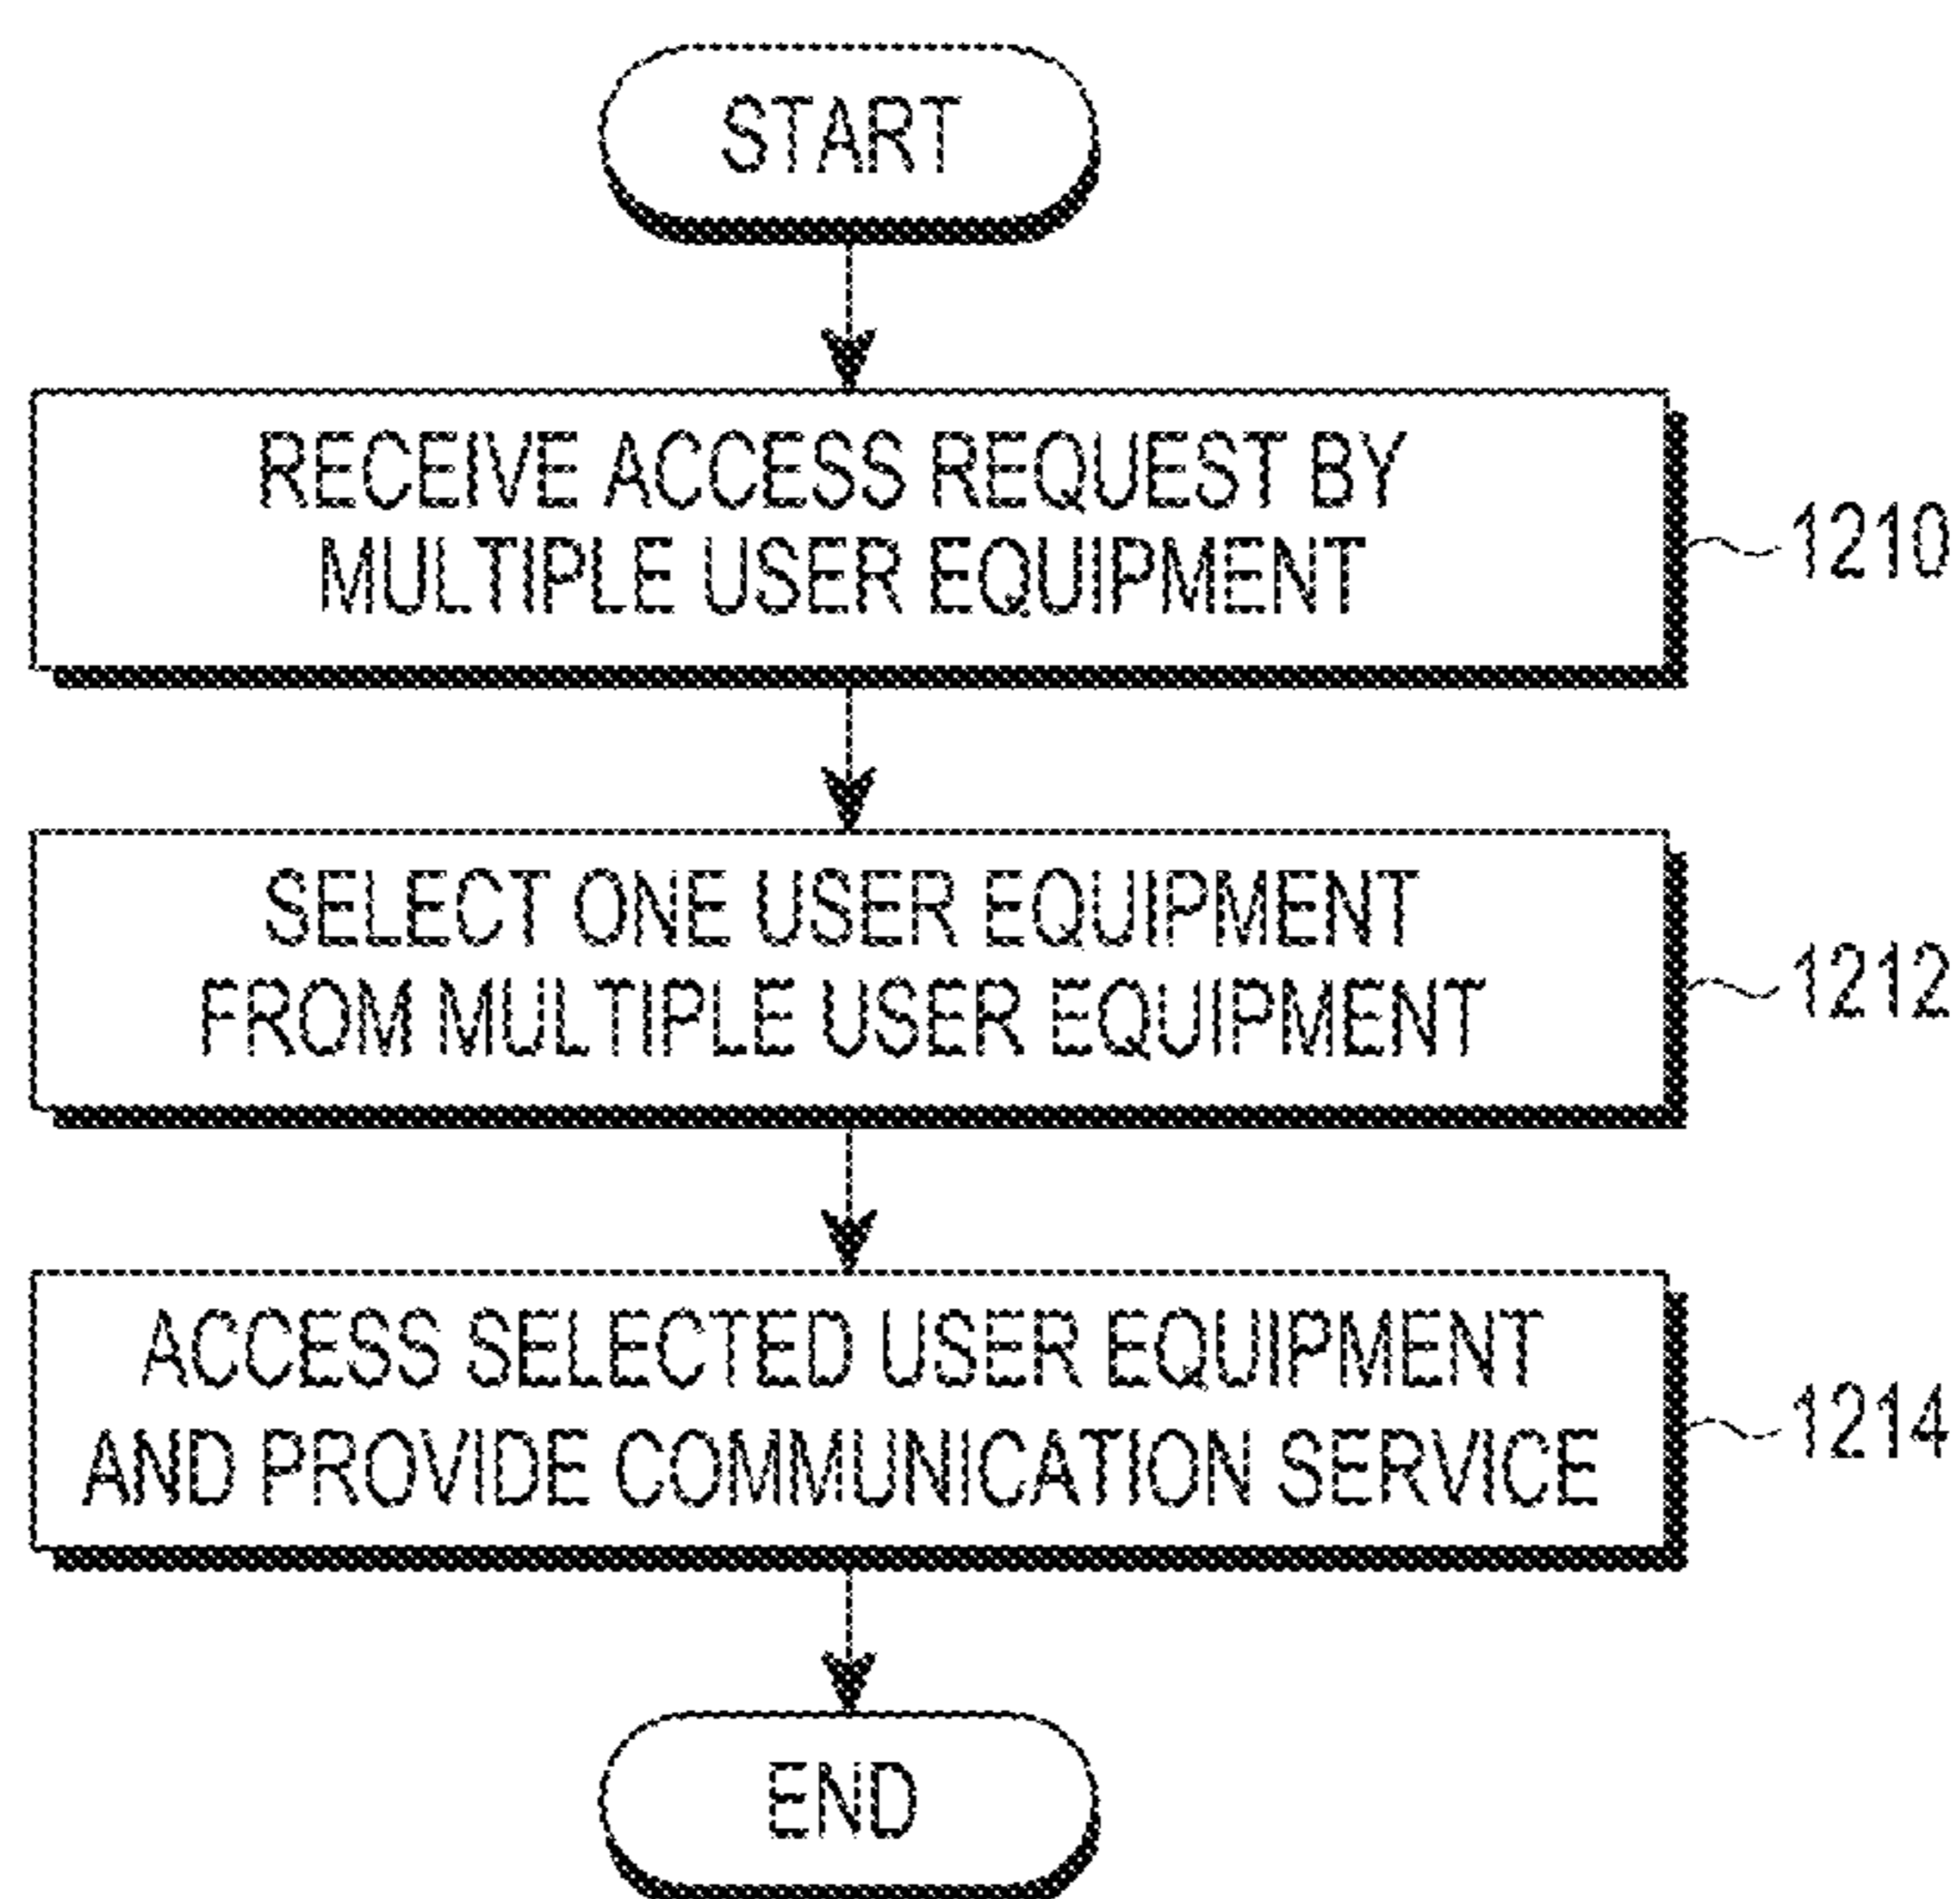 START
RECEIVE ACCESS REQUEST BY
MULTIPLE USER EQUIPMENT
1210
SELECT ONE USER EQUIPMENT
FROM MULTIPLE USER EQUIPMENT
1212
ACCESS SELECTED USER EQUIPMENT
AND PROVIDE COMMUNICATION SERVICE
1214
END